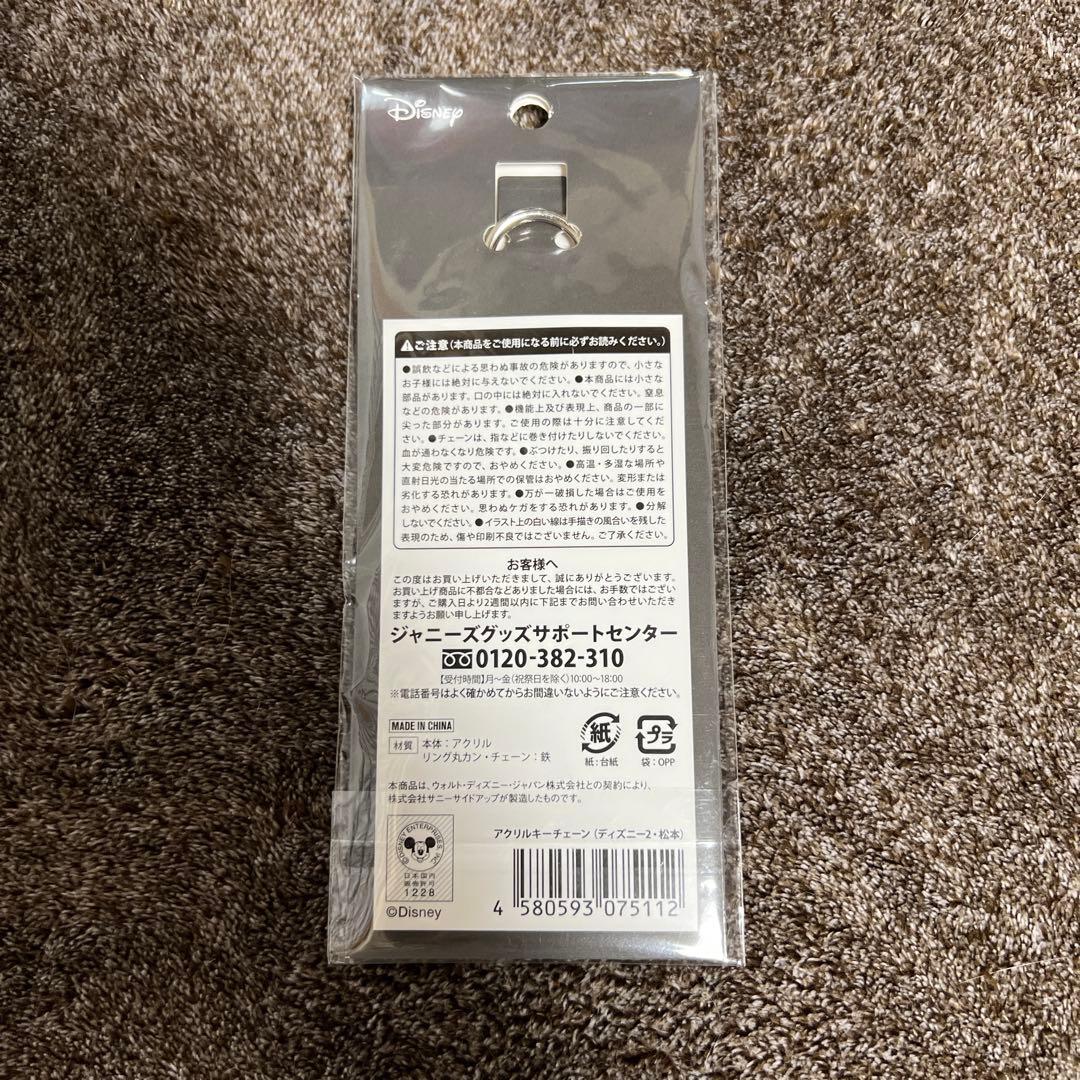 Disney
⚠ご注意(本商品をご使用になる前に必ずお読みください。)
●誤飲などによる思わぬ事故の危険がありますので、小さな
お子様には絶対に与えないでください。●本商品には小さな
部品があります。口の中には絶対に入れないでください。窒息
などの危険があります。●機能上及び表現上、商品の一部に
尖った部分があります。ご使用の際は十分に注意してくだ
さい。●チェーンは、指などに巻き付けたりしないでください。
血が通わなくなり危険です。●ぶつけたり、振り回したりすると
大変危険ですので、おやめください。●高温・多湿な場所や
直射日光の当たる場所での保管はおやめください。変形または
劣化する恐れがあります。●万が一破損した場合はご使用を
おやめください。思わぬケガをする恐れがあります。●分解
しないでください。●イラスト上の白い線は手描きの風合いを残した
表現のため、傷や印刷不良ではございません。ご了承ください。
お客様へ
この度はお買い上げいただきまして、誠にありがとうございます。
お買い上げ商品に不都合などありました場合には、お手数ではござい
ますが、ご購入日より2週間以内に下記までお問い合わせいただき
ますようお願い申し上げます。
ジャニーズグッズサポートセンター
0120-382-310
【受付時間】月〜金(祝祭日を除く)10:00〜18:00
※電話番号はよく確かめてからお間違いないようにご注意ください。
MADE IN CHINA
材質 本体:アクリル
リング丸カン・チェーン:鉄
紙
紙:台紙
プラ
袋:OPP
本商品は、ウォルト・ディズニー・ジャパン株式会社との契約により、
株式会社サニーサイドアップが製造したものです。
アクリルキーチェーン(ディズニー2・松本)
©DISNEY ENTERPRISES, INC.
日本国内
販売許可
1228
©Disney
4 580593 075112